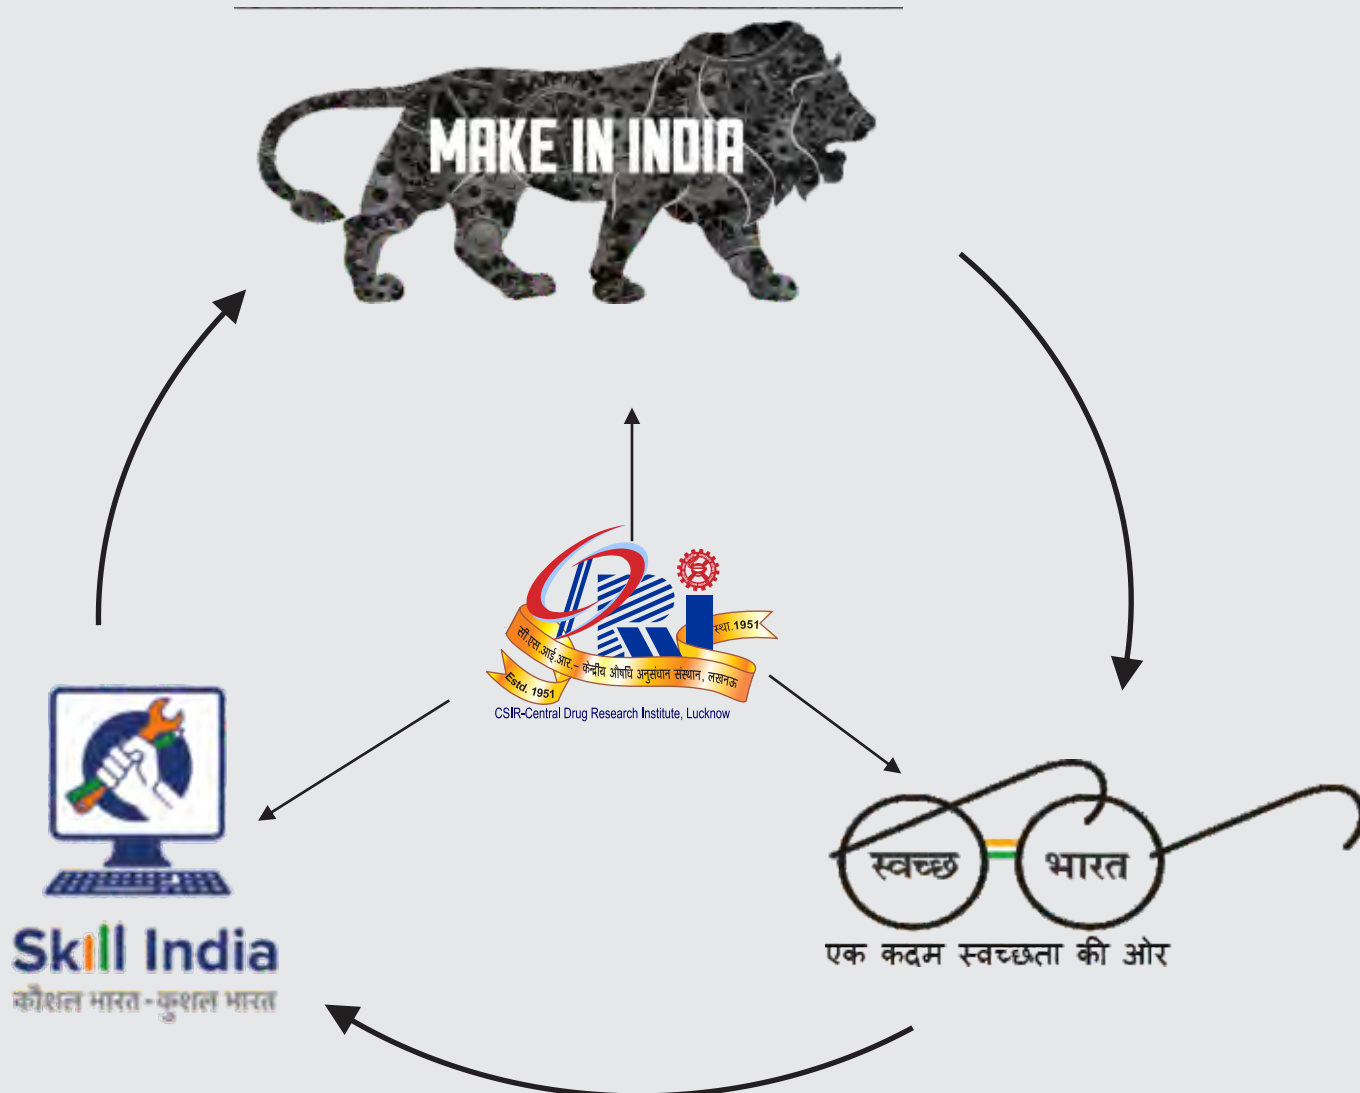 MAKE IN INDIA
स्था.1951
सी.एस.आई.आर.– केन्द्रीय औषधि अनुसंधान संस्थान, लखनऊ
Estd. 1951
CSIR-Central Drug Research Institute, Lucknow
स्वच्छ भारत
एक कदम स्वच्छता की ओर
Skill India
कौशल भारत - कुशल भारत